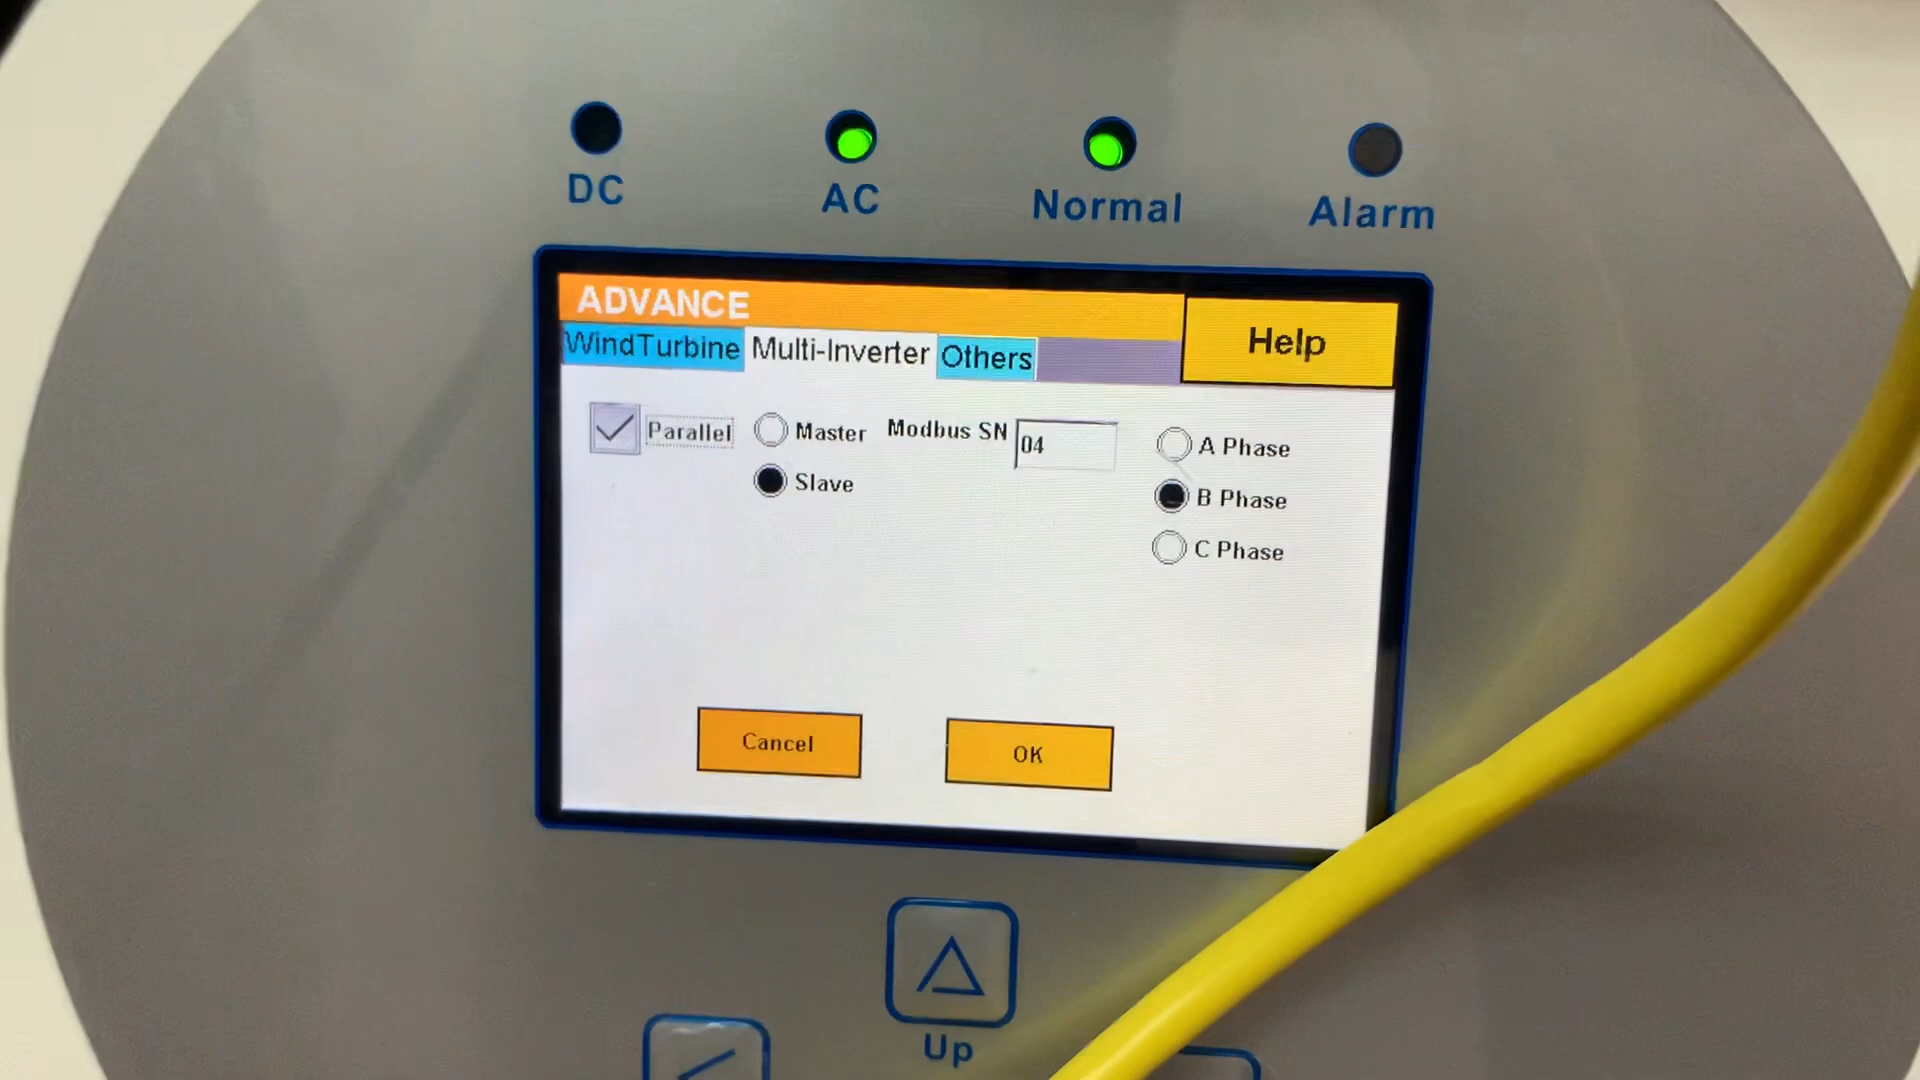 DC AC Normal Alarm
ADVANCE
Help
WindTurbine Multi-Inverter Others
Parallel Master Modbus SN 04 A Phase
Slave B Phase
C Phase
Cancel OK
Up